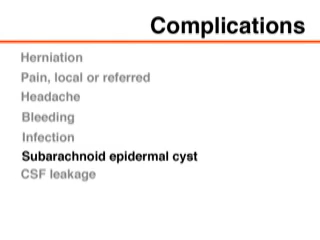 Complications
Herniation
Pain, local or referred
Headache
Bleeding
Infection
Subarachnoid epidermal cyst
CSF leakage